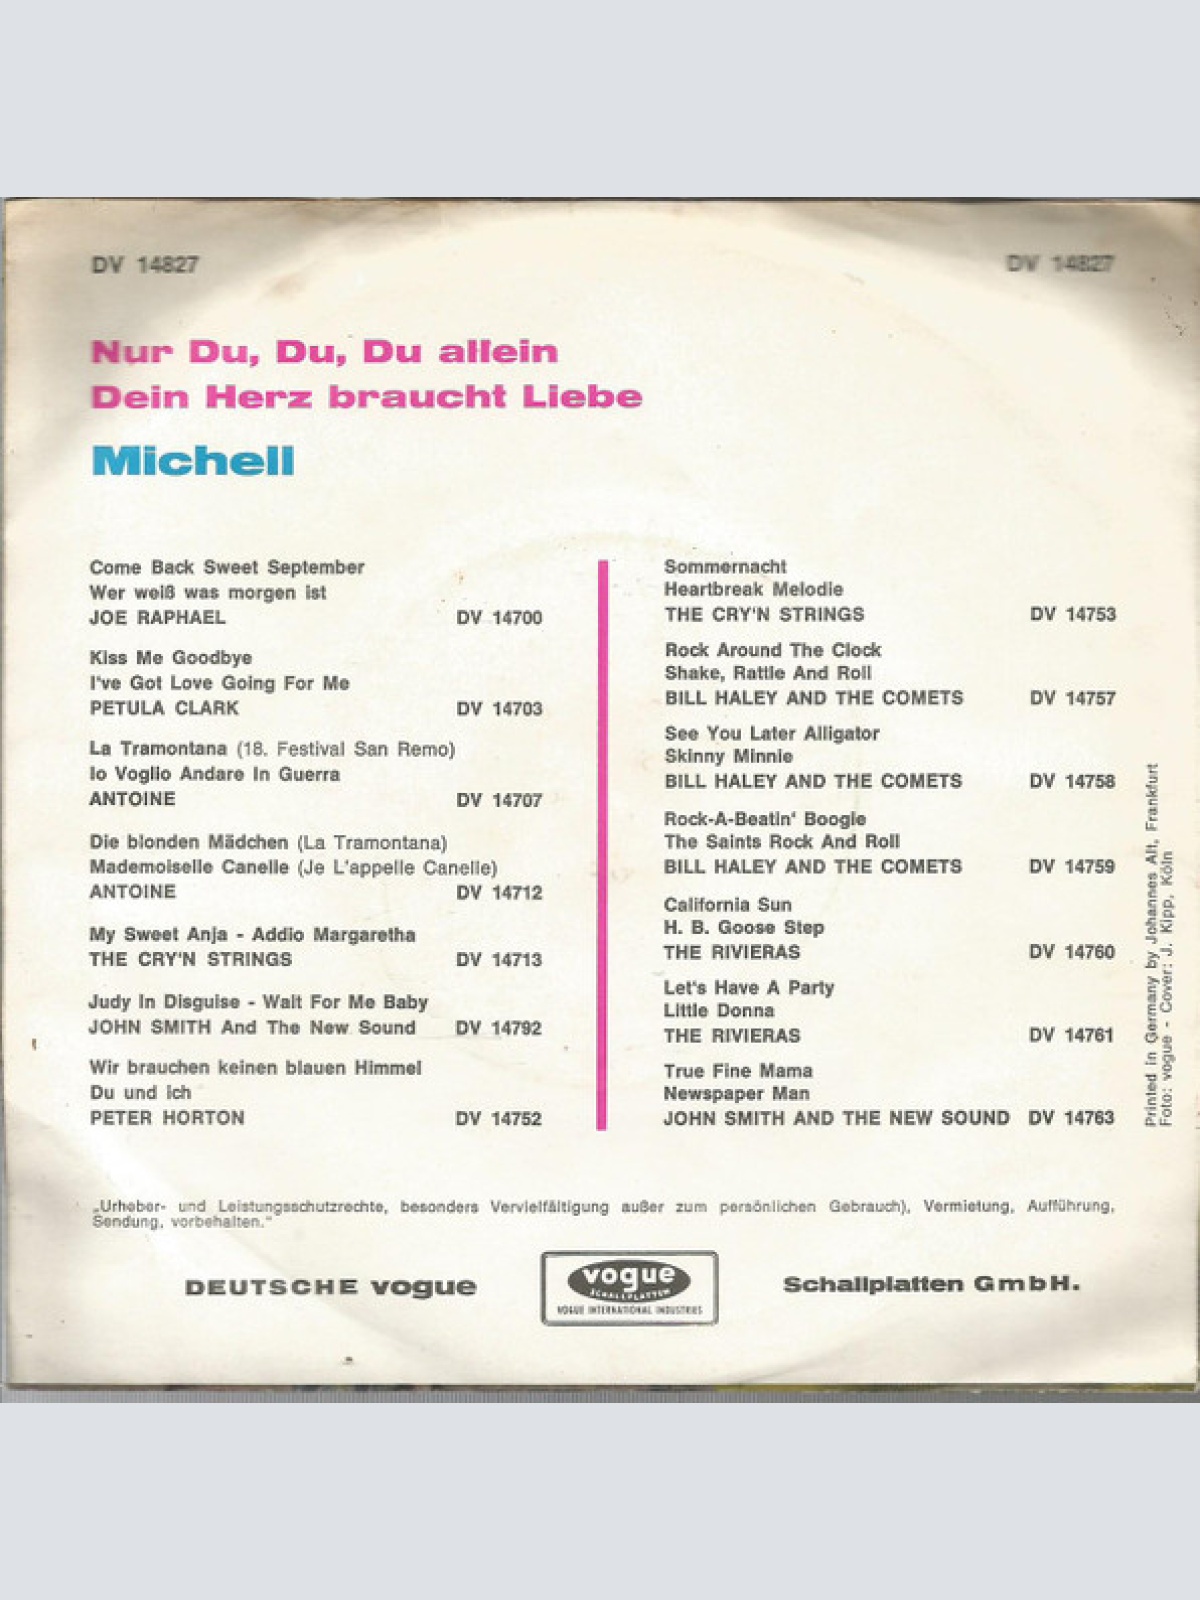 DV 14827
DV 14827
Nur Du, Du, Du allein
Dein Herz braucht Liebe
Michell
Come Back Sweet September
Wer weiß was morgen ist
JOE RAPHAEL DV 14700
Kiss Me Goodbye
I've Got Love Going For Me
PETULA CLARK DV 14703
La Tramontana (18. Festival San Remo)
Io Voglio Andare In Guerra
ANTOINE DV 14707
Die blonden Mädchen (La Tramontana)
Mademoiselle Canelle (Je L'appelle Canelle)
ANTOINE DV 14712
My Sweet Anja - Addio Margaretha
THE CRY'N STRINGS DV 14713
Judy In Disguise - Wait For Me Baby
JOHN SMITH And The New Sound DV 14792
Wir brauchen keinen blauen Himmel
Du und ich
PETER HORTON DV 14752
Sommernacht
Heartbreak Melodie
THE CRY'N STRINGS DV 14753
Rock Around The Clock
Shake, Rattle And Roll
BILL HALEY AND THE COMETS DV 14757
See You Later Alligator
Skinny Minnie
BILL HALEY AND THE COMETS DV 14758
Rock-A-Beatin' Boogie
The Saints Rock And Roll
BILL HALEY AND THE COMETS DV 14759
California Sun
H. B. Goose Step
THE RIVIERAS DV 14760
Let's Have A Party
Little Donna
THE RIVIERAS DV 14761
True Fine Mama
Newspaper Man
JOHN SMITH AND THE NEW SOUND DV 14763
Printed in Germany by Johannes Alt, Frankfurt
Foto: vogue - Cover: J. Kipp, Köln
„Urheber- und Leistungsschutzrechte, besonders Vervielfältigung außer zum persönlichen Gebrauch), Vermietung, Aufführung,
Sendung, vorbehalten."
DEUTSCHE vogue
vogue
SCHALLPLATTEN
VOGUE INTERNATIONAL INDUSTRIES
Schallplatten GmbH.